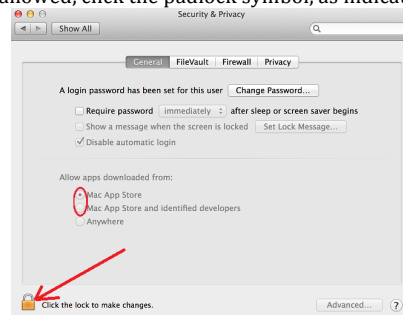 allowed, click the padlock symbol, as indicat
Security & Privacy
Show All
General FileVault Firewall Privacy
A login password has been set for this user Change Password...
Require password immediately after sleep or screen saver begins
Show a message when the screen is locked Set Lock Message...
Disable automatic login
Allow apps downloaded from:
Mac App Store
Mac App Store and identified developers
Anywhere
Click the lock to make changes.
Advanced... ?